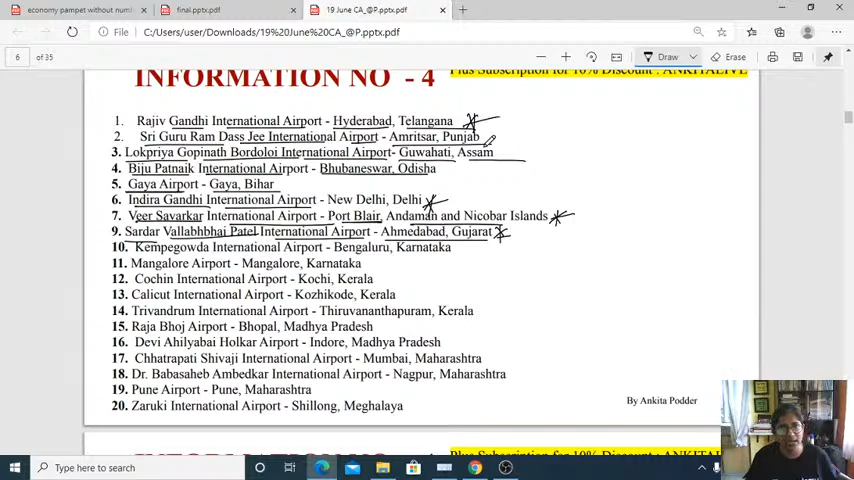 economy pampet without num
final.pptx.pdf
19 June CA_@P.pptx.pdf
File
C:/Users/user/Downloads/19%20June%20CA_@P.pptx.pdf
6 of 35
Draw
Erase
INFORMATION NO - 4
Plus Subscription for 10% Discount : ANKITALIVE
1. Rajiv Gandhi International Airport - Hyderabad, Telangana
2. Sri Guru Ram Dass Jee International Airport - Amritsar, Punjab
3. Lokpriya Gopinath Bordoloi International Airport- Guwahati, Assam
4. Biju Patnaik International Airport - Bhubaneswar, Odisha
5. Gaya Airport - Gaya, Bihar
6. Indira Gandhi International Airport - New Delhi, Delhi
7. Veer Savarkar International Airport - Port Blair, Andaman and Nicobar Islands
9. Sardar Vallabhbhai Patel International Airport - Ahmedabad, Gujarat
10. Kempegowda International Airport - Bengaluru, Karnataka
11. Mangalore Airport - Mangalore, Karnataka
12. Cochin International Airport - Kochi, Kerala
13. Calicut International Airport - Kozhikode, Kerala
14. Trivandrum International Airport - Thiruvananthapuram, Kerala
15. Raja Bhoj Airport - Bhopal, Madhya Pradesh
16. Devi Ahilyabai Holkar Airport - Indore, Madhya Pradesh
17. Chhatrapati Shivaji International Airport - Mumbai, Maharashtra
18. Dr. Babasaheb Ambedkar International Airport - Nagpur, Maharashtra
19. Pune Airport - Pune, Maharashtra
20. Zaruki International Airport - Shillong, Meghalaya
By Ankita Podder
Plus Subscription for 10% Discount : ANKITALIVE
Type here to search